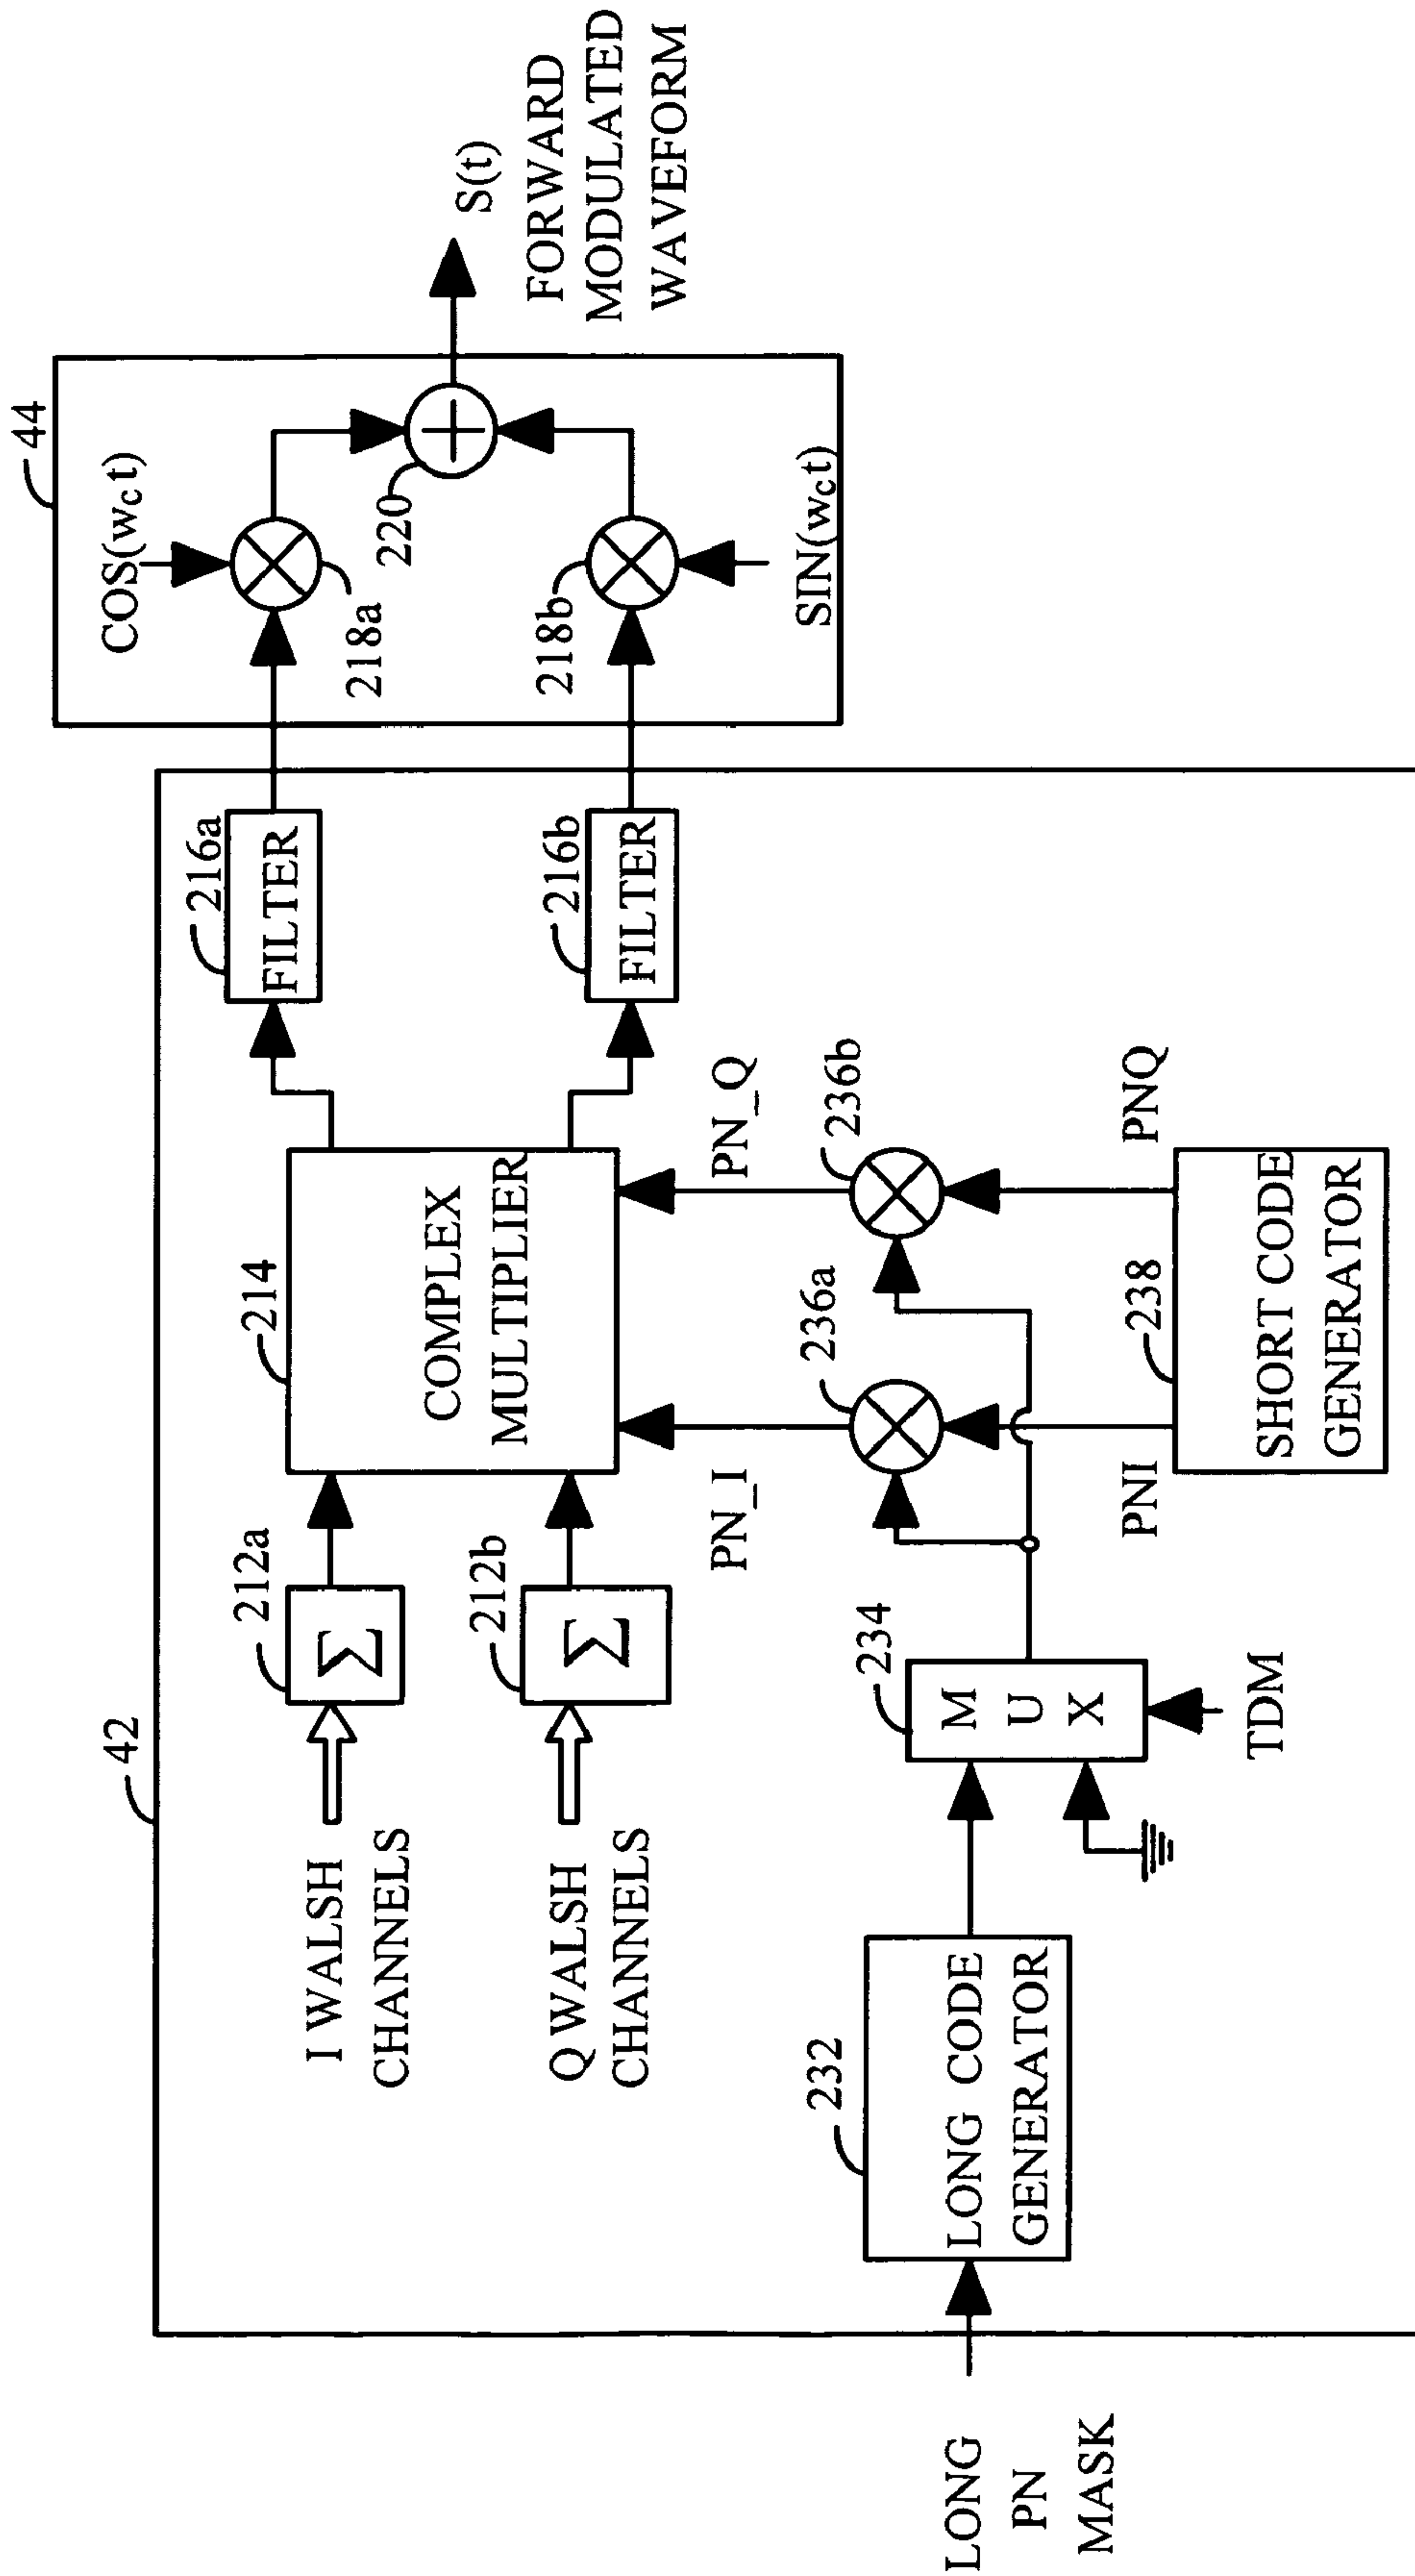 42
44
I WALSH
CHANNELS
212a
Σ
Q WALSH
CHANNELS
212b
Σ
214
COMPLEX
MULTIPLIER
216a
FILTER
216b
FILTER
COS(wct)
218a
218b
SIN(wct)
220
S(t)
FORWARD
MODULATED
WAVEFORM
PN_I
PN_Q
LONG
PN
MASK
232
LONG CODE
GENERATOR
234
M
U
X
TDM
236a
236b
PNI
PNQ
238
SHORT CODE
GENERATOR